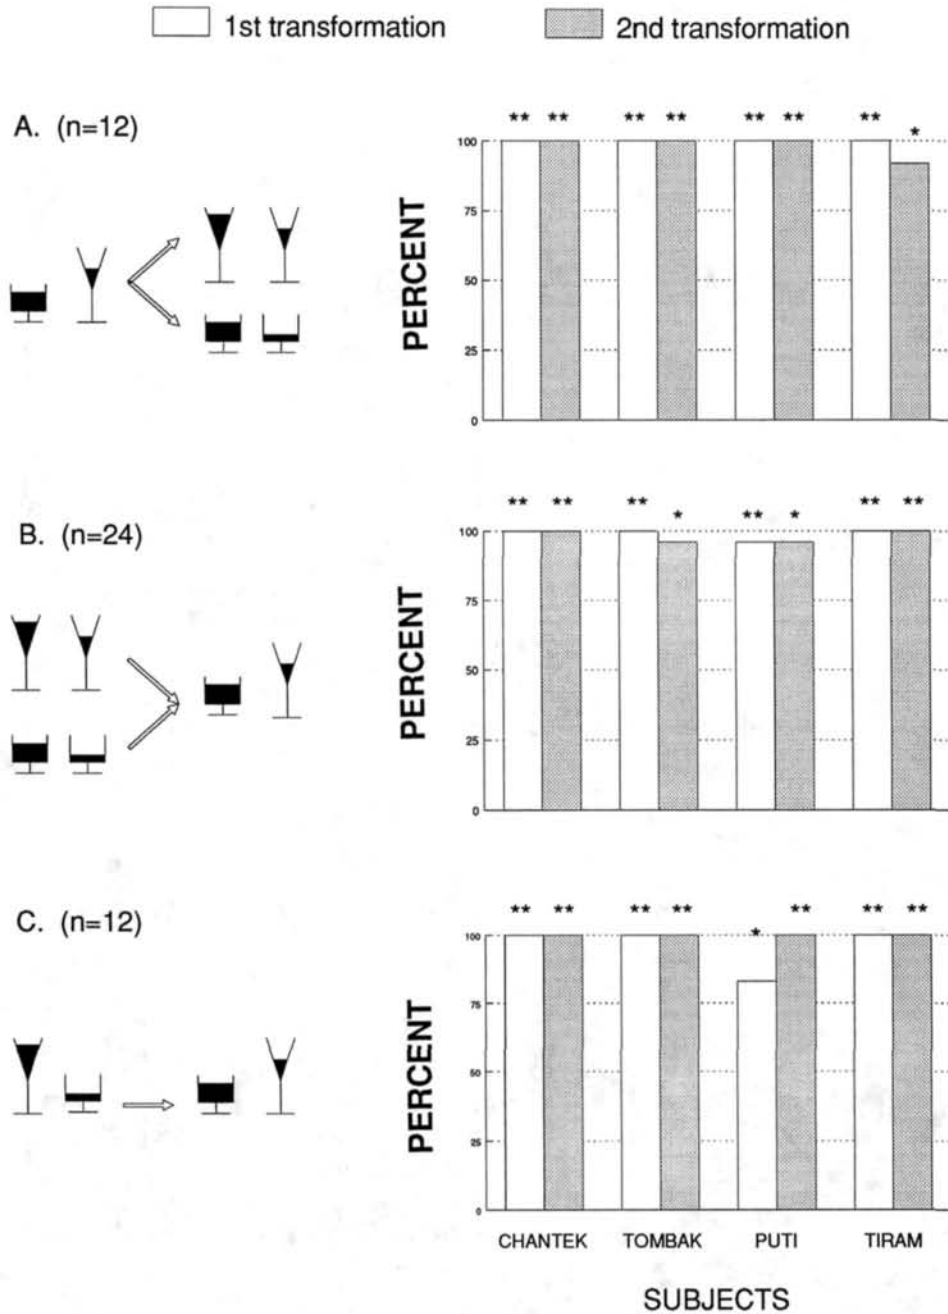 1st transformation 2nd transformation
A. (n=12)
** ** ** ** ** ** ** *
PERCENT
100
75
50
25
0
B. (n=24)
** ** ** * ** * ** **
PERCENT
100
75
50
25
0
C. (n=12)
** ** ** ** * ** ** **
PERCENT
100
75
50
25
0
CHANTEK TOMBAK PUTI TIRAM
SUBJECTS